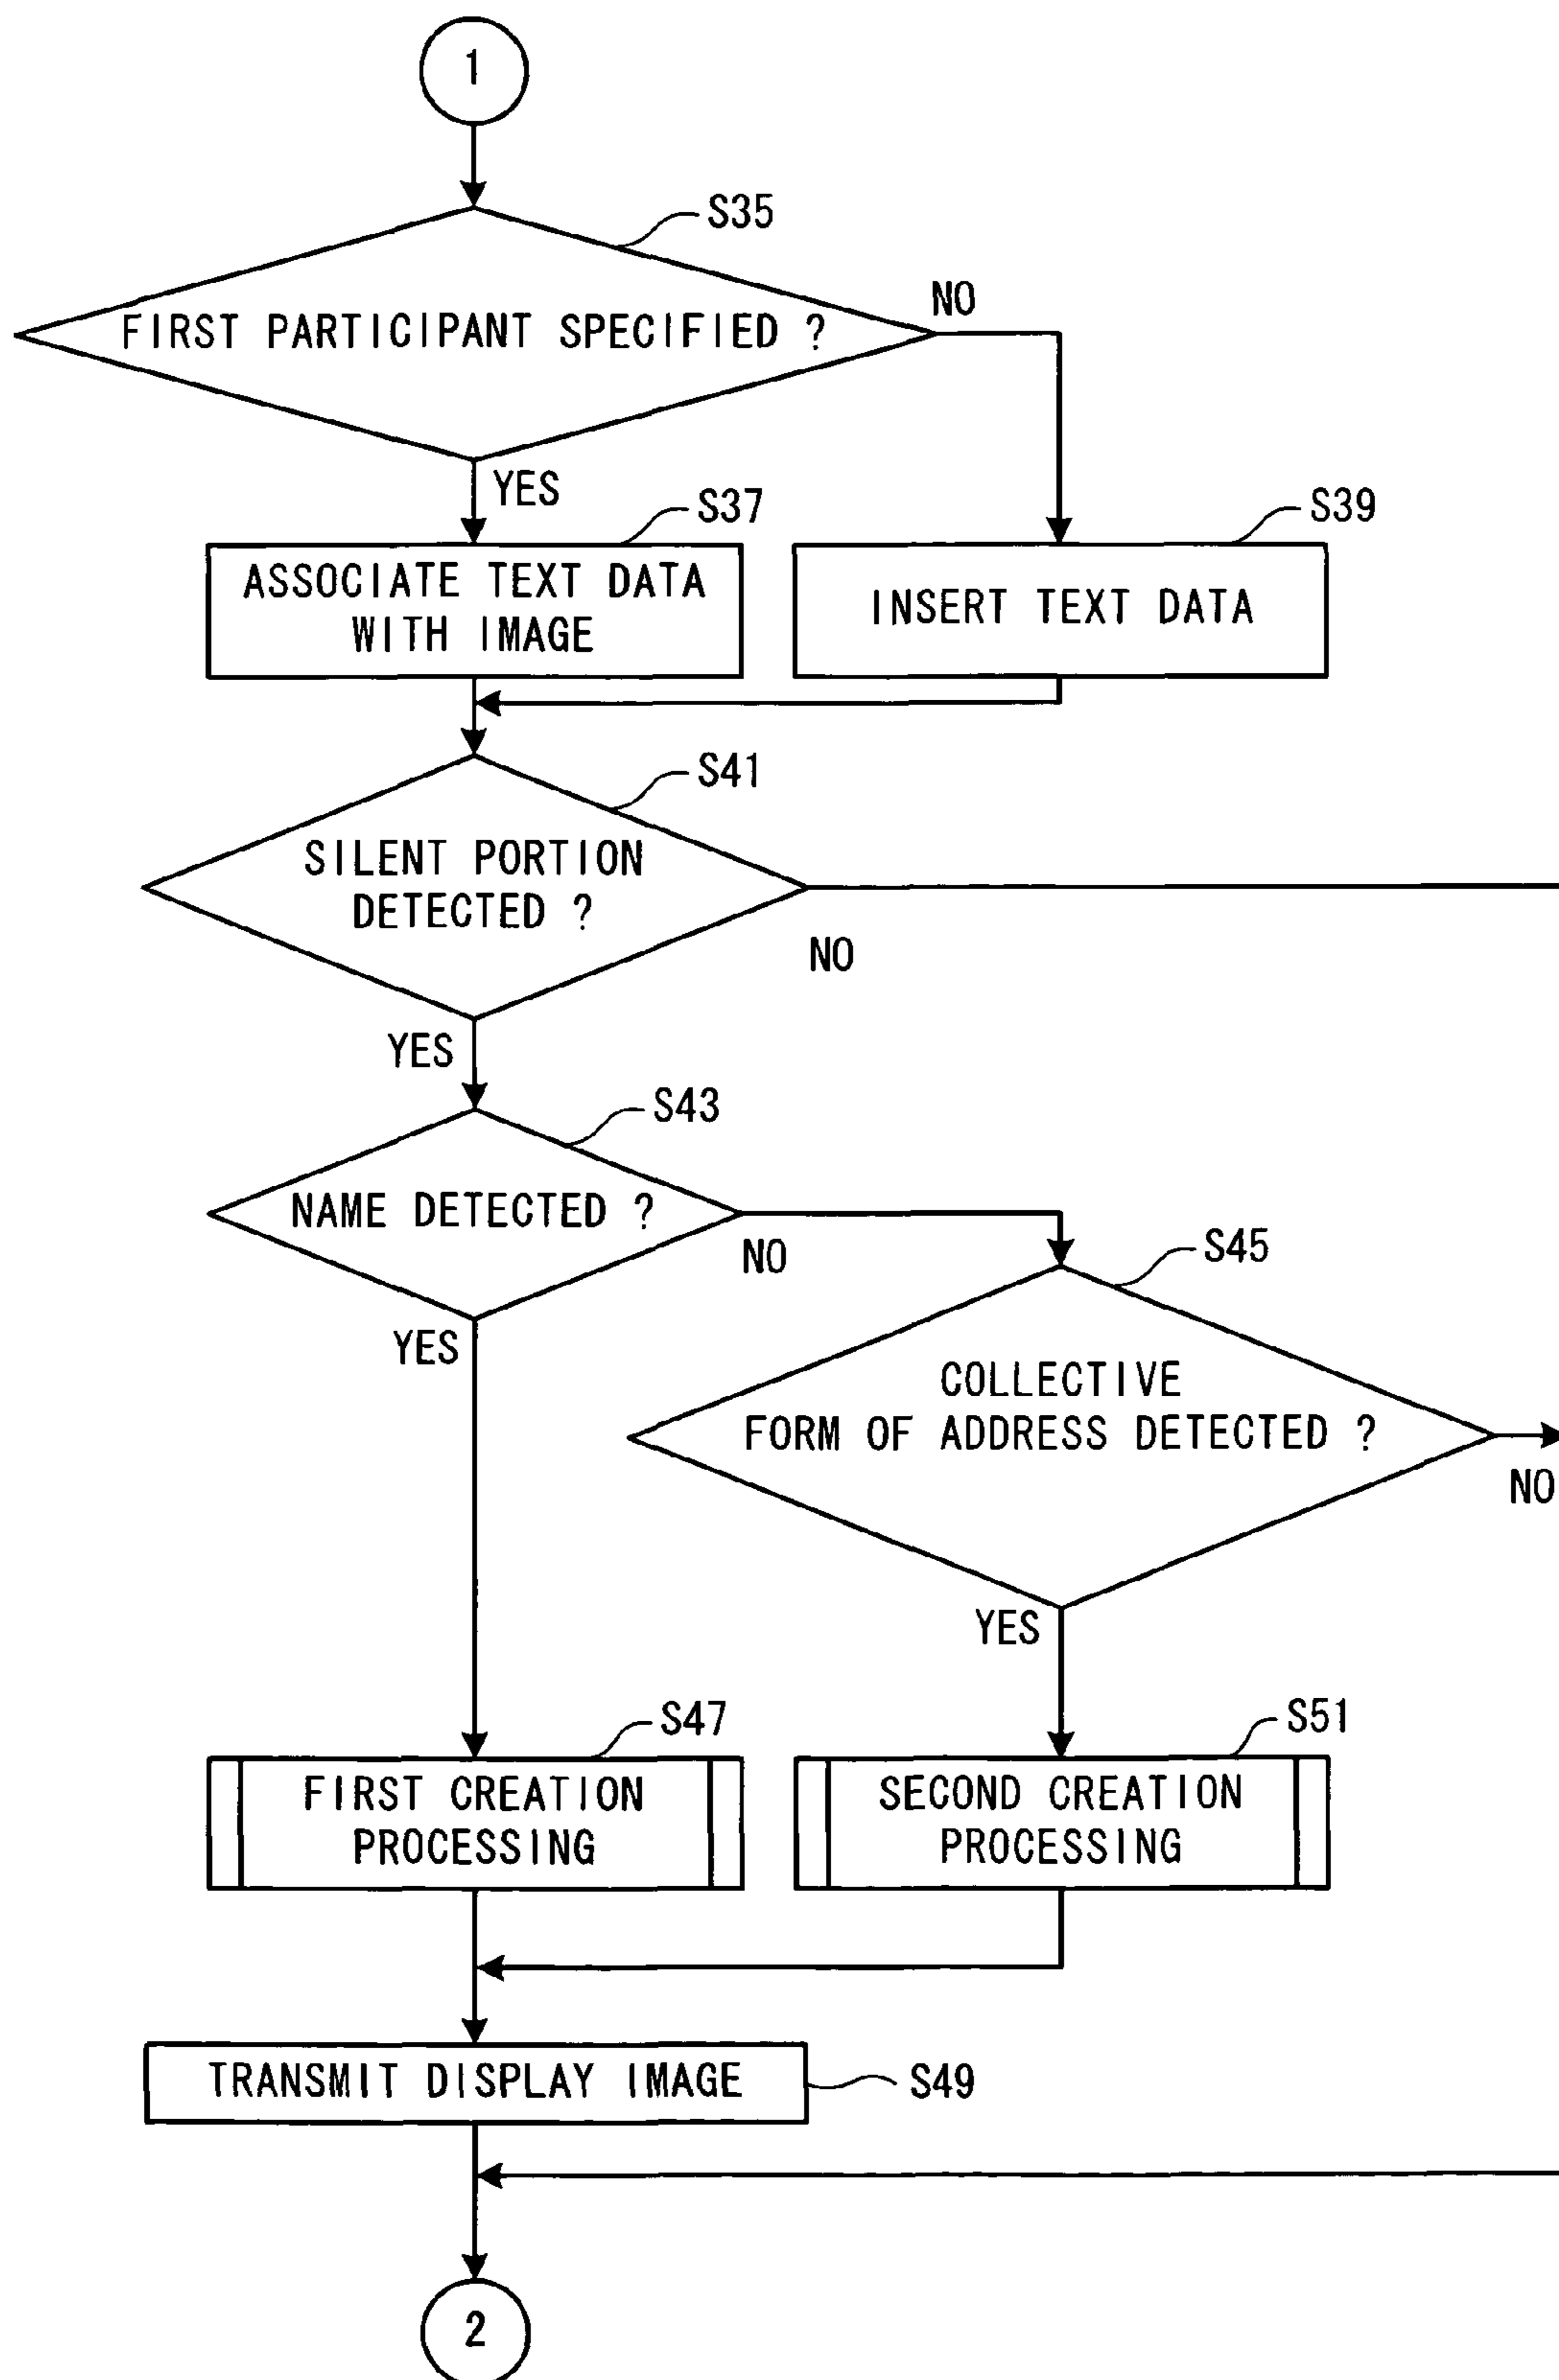 1
S35
FIRST PARTICIPANT SPECIFIED ?
NO
YES
S37
S39
ASSOCIATE TEXT DATA
WITH IMAGE
INSERT TEXT DATA
S41
SILENT PORTION
DETECTED ?
NO
YES
S43
NAME DETECTED ?
NO
S45
YES
COLLECTIVE
FORM OF ADDRESS DETECTED ?
NO
YES
S47
S51
FIRST CREATION
PROCESSING
SECOND CREATION
PROCESSING
TRANSMIT DISPLAY IMAGE
S49
2